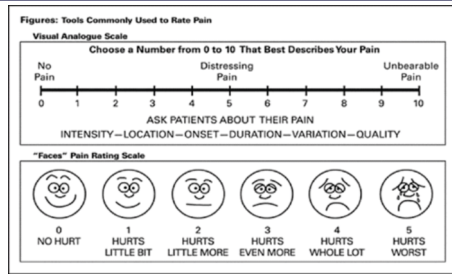 Figures: Tools Commonly Used to Rate Pain
Visual Analogue Scale
Choose a Number from 0 to 10 That Best Describes Your Pain
No Pain
Distressing Pain
Unbearable Pain
0 1 2 3 4 5 6 7 8 9 10
ASK PATIENTS ABOUT THEIR PAIN
INTENSITY—LOCATION—ONSET—DURATION—VARIATION—QUALITY
"Faces" Pain Rating Scale
0 1 2 3 4 5
NO HURT
HURTS LITTLE BIT
HURTS LITTLE MORE
HURTS EVEN MORE
HURTS WHOLE LOT
HURTS WORST